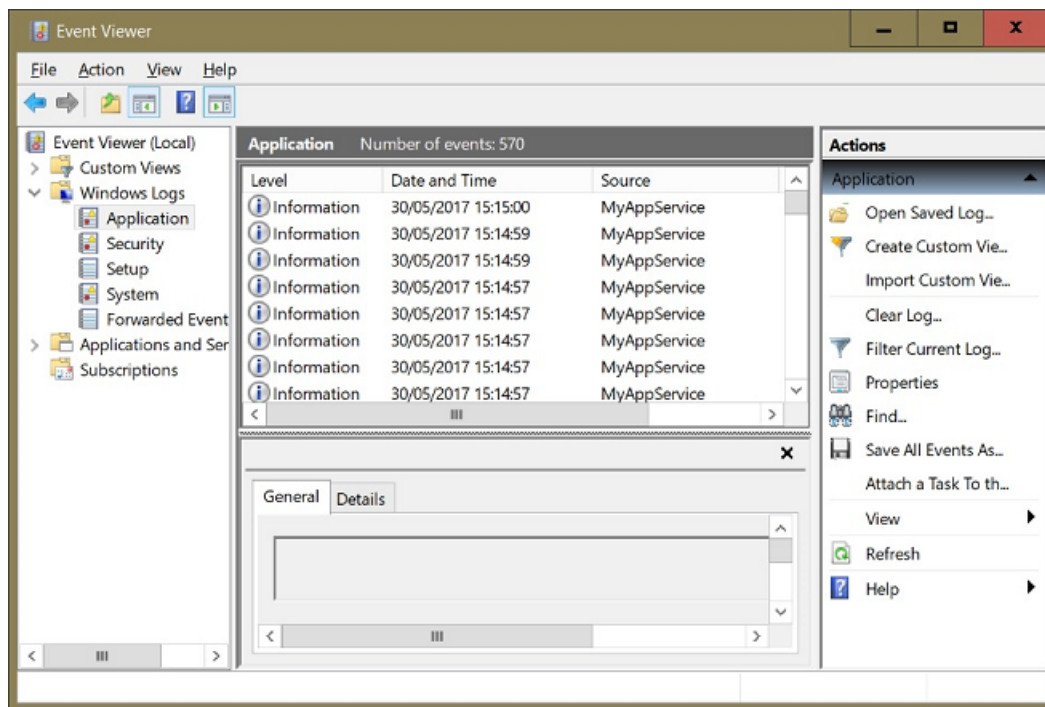 Event Viewer
File Action View Help
Event Viewer (Local)
Custom Views
Windows Logs
Application
Security
Setup
System
Forwarded Event
Applications and Ser
Subscriptions
Application Number of events: 570
Level Date and Time Source
Information 30/05/2017 15:15:00 MyAppService
Information 30/05/2017 15:14:59 MyAppService
Information 30/05/2017 15:14:59 MyAppService
Information 30/05/2017 15:14:57 MyAppService
Information 30/05/2017 15:14:57 MyAppService
Information 30/05/2017 15:14:57 MyAppService
Information 30/05/2017 15:14:57 MyAppService
Information 30/05/2017 15:14:57 MyAppService
General Details
Actions
Application
Open Saved Log...
Create Custom Vie...
Import Custom Vie...
Clear Log...
Filter Current Log...
Properties
Find...
Save All Events As...
Attach a Task To th...
View
Refresh
Help